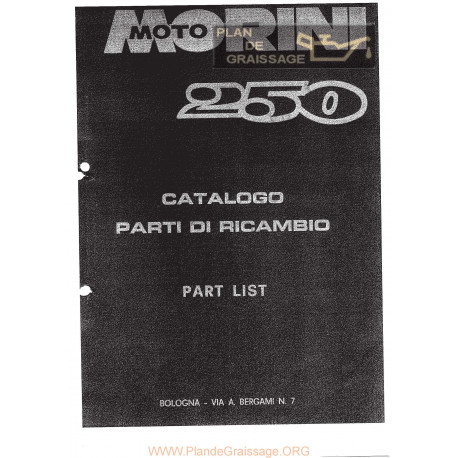 MOTO
MORINI
PLAN
DE
GRAISSAGE
250
CATALOGO
PARTI DI RICAMBIO
PART LIST
BOLOGNA - VIA A. BERGAMI N. 7
www.PlandeGraissage.ORG